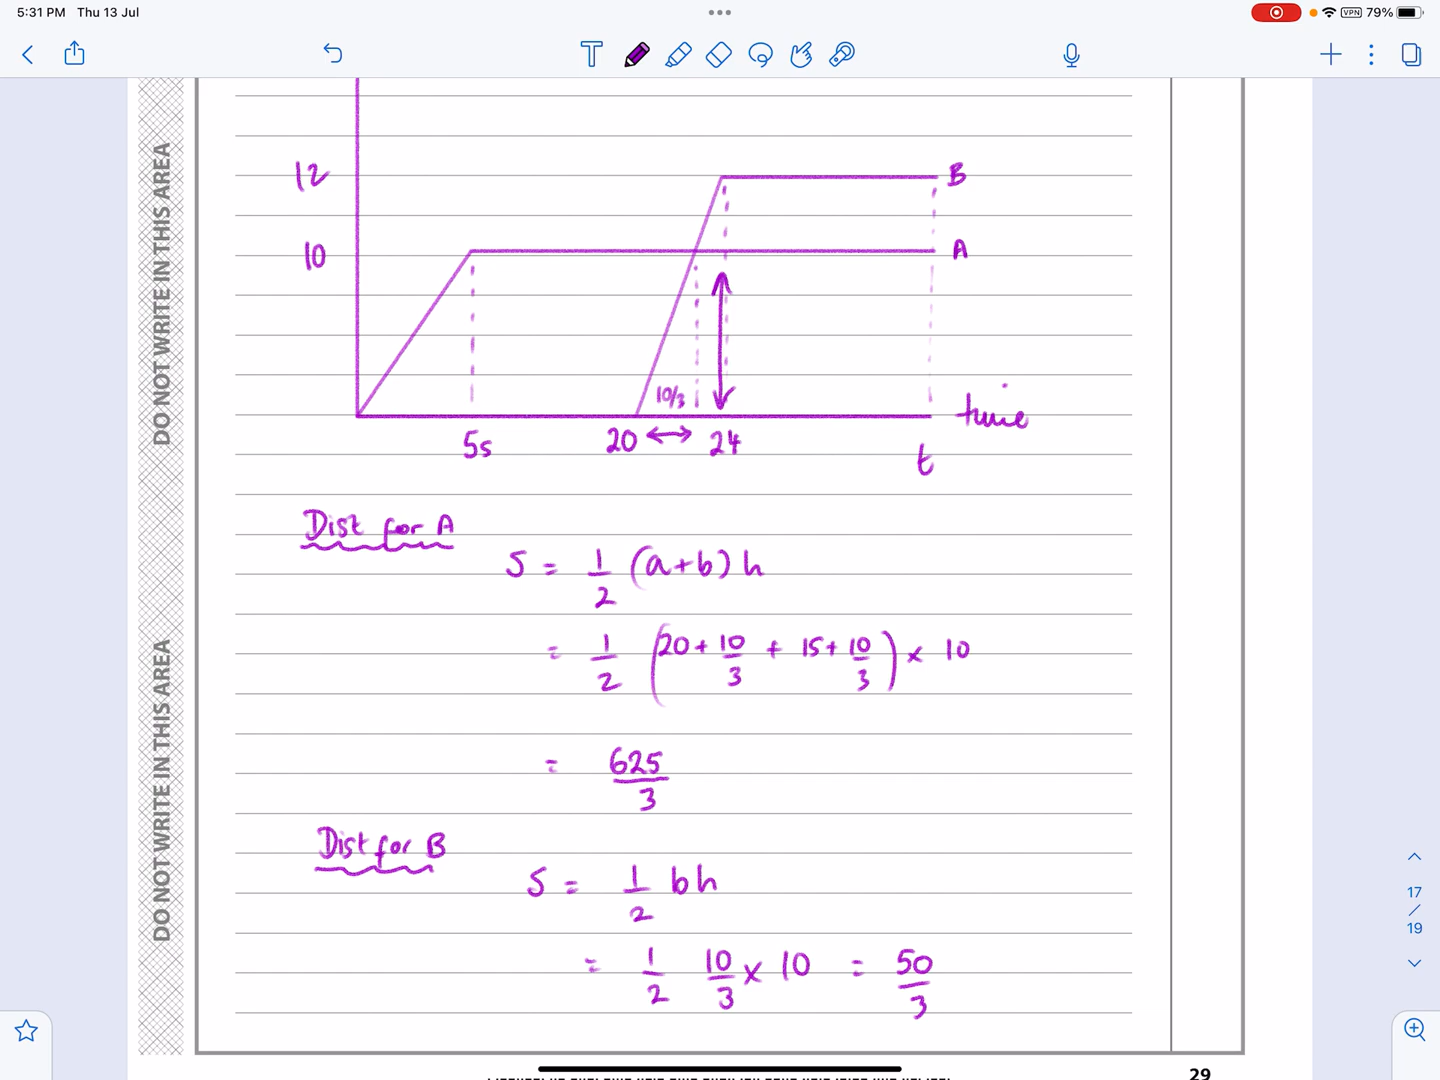 5:31 PM Thu 13 Jul
VPN 79%
T
DO NOT WRITE IN THIS AREA
DO NOT WRITE IN THIS AREA
12
B
10
A
10/3
time
5s
20
24
t
Dist for A
S = 1/2 (a+b) h
= 1/2 (20 + 10/3 + 15 + 10/3) × 10
= 625/3
Dist for B
S = 1/2 bh
= 1/2 10/3 × 10 = 50/3
17
/
19
29